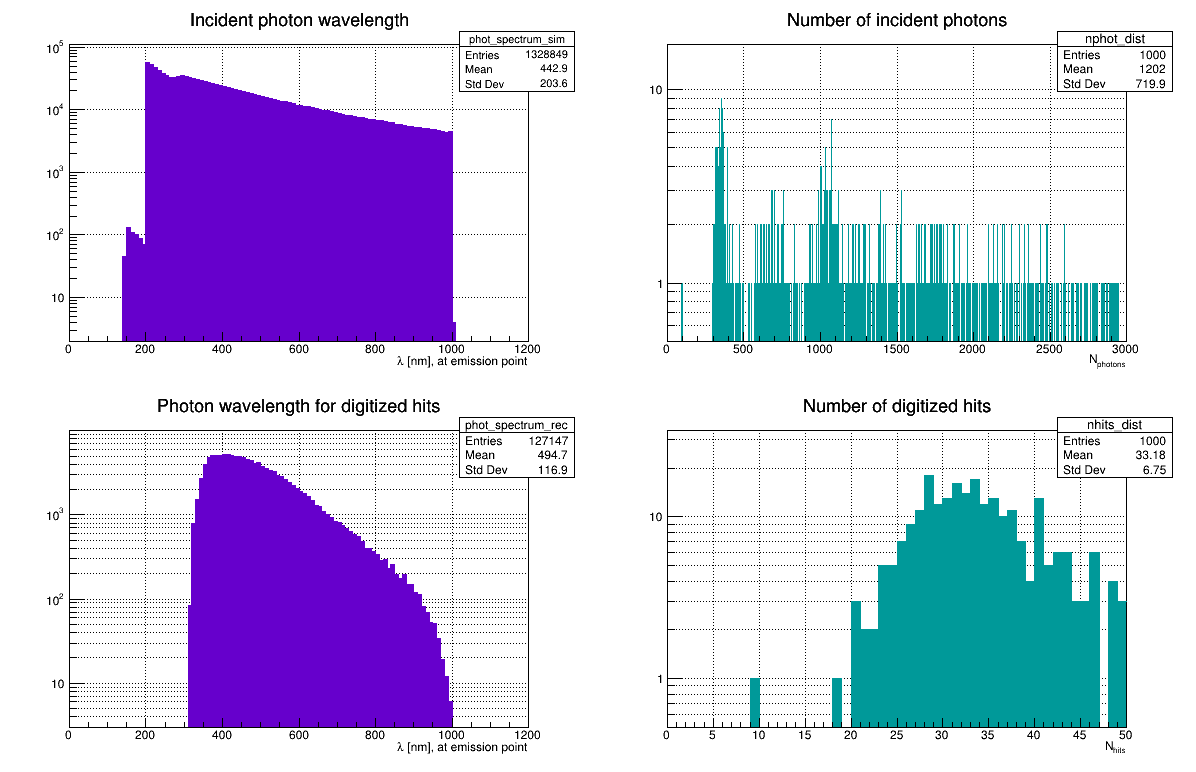 Incident photon wavelength
phot_spectrum_sim
Entries 1328849
Mean 442.9
Std Dev 203.6
10^5
10^4
10^3
10^2
10
0 200 400 600 800 1000 1200
λ [nm], at emission point
Number of incident photons
nphot_dist
Entries 1000
Mean 1202
Std Dev 719.9
10
1
0 500 1000 1500 2000 2500 3000
N_photons
Photon wavelength for digitized hits
phot_spectrum_rec
Entries 127147
Mean 494.7
Std Dev 116.9
10^3
10^2
10
0 200 400 600 800 1000 1200
λ [nm], at emission point
Number of digitized hits
nhits_dist
Entries 1000
Mean 33.18
Std Dev 6.75
10
1
0 5 10 15 20 25 30 35 40 45 50
N_hits